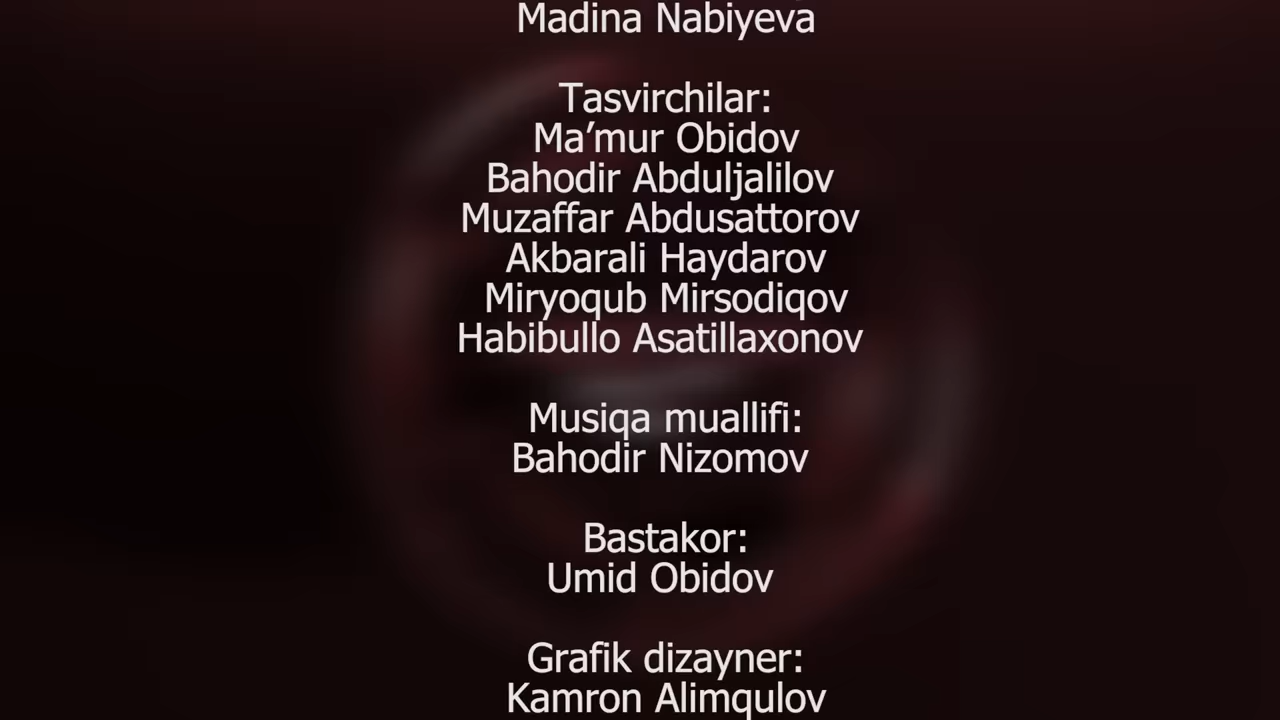 Madina Nabiyeva
Tasvirchilar:
Ma’mur Obidov
Bahodir Abduljalilov
Muzaffar Abdusattorov
Akbarali Haydarov
Miryoqub Mirsodiqov
Habibullo Asatillaxonov
Musiqa muallifi:
Bahodir Nizomov
Bastakor:
Umid Obidov
Grafik dizayner:
Kamron Alimqulov